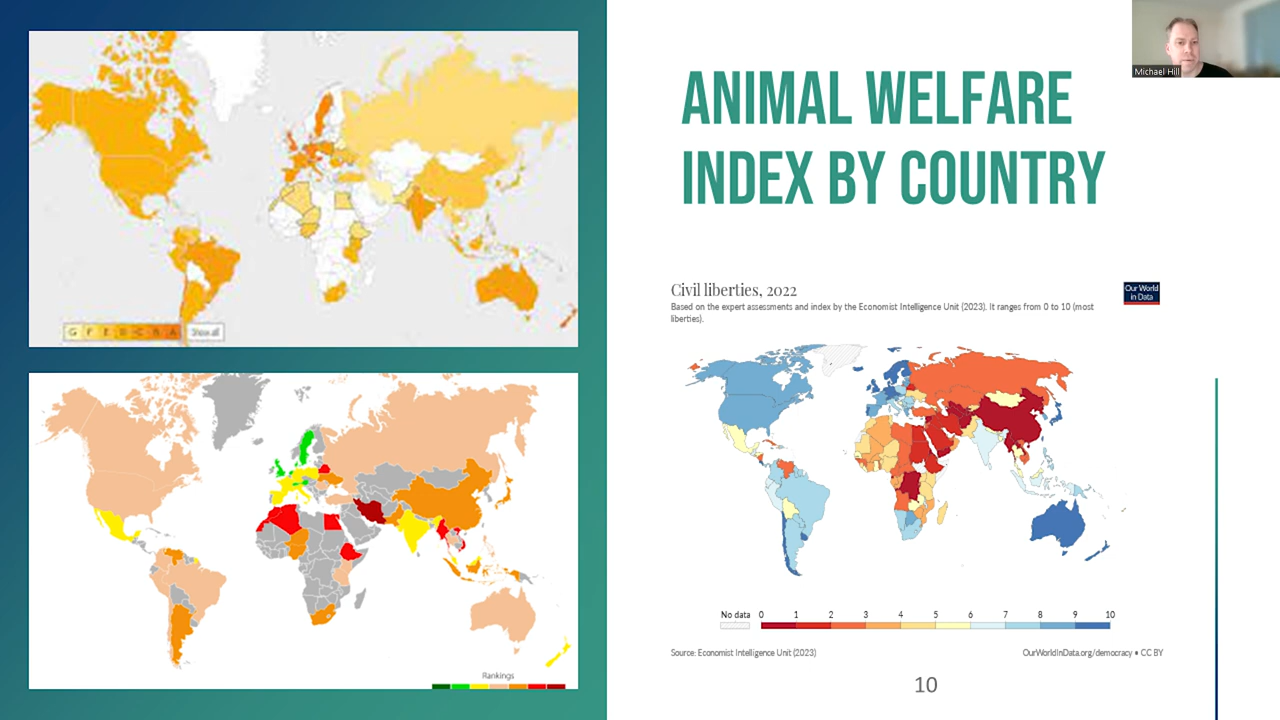 ANIMAL WELFARE
INDEX BY COUNTRY
Michael Hill
Civil liberties, 2022
Our World
in Data
Based on the expert assessments and index by the Economist Intelligence Unit (2023). It ranges from 0 to 10 (most
liberties).
No data 0 1 2 3 4 5 6 7 8 9 10
Source: Economist Intelligence Unit (2023)
OurWorldInData.org/democracy • CC BY
10
G F E D C B A Show all
Rankings